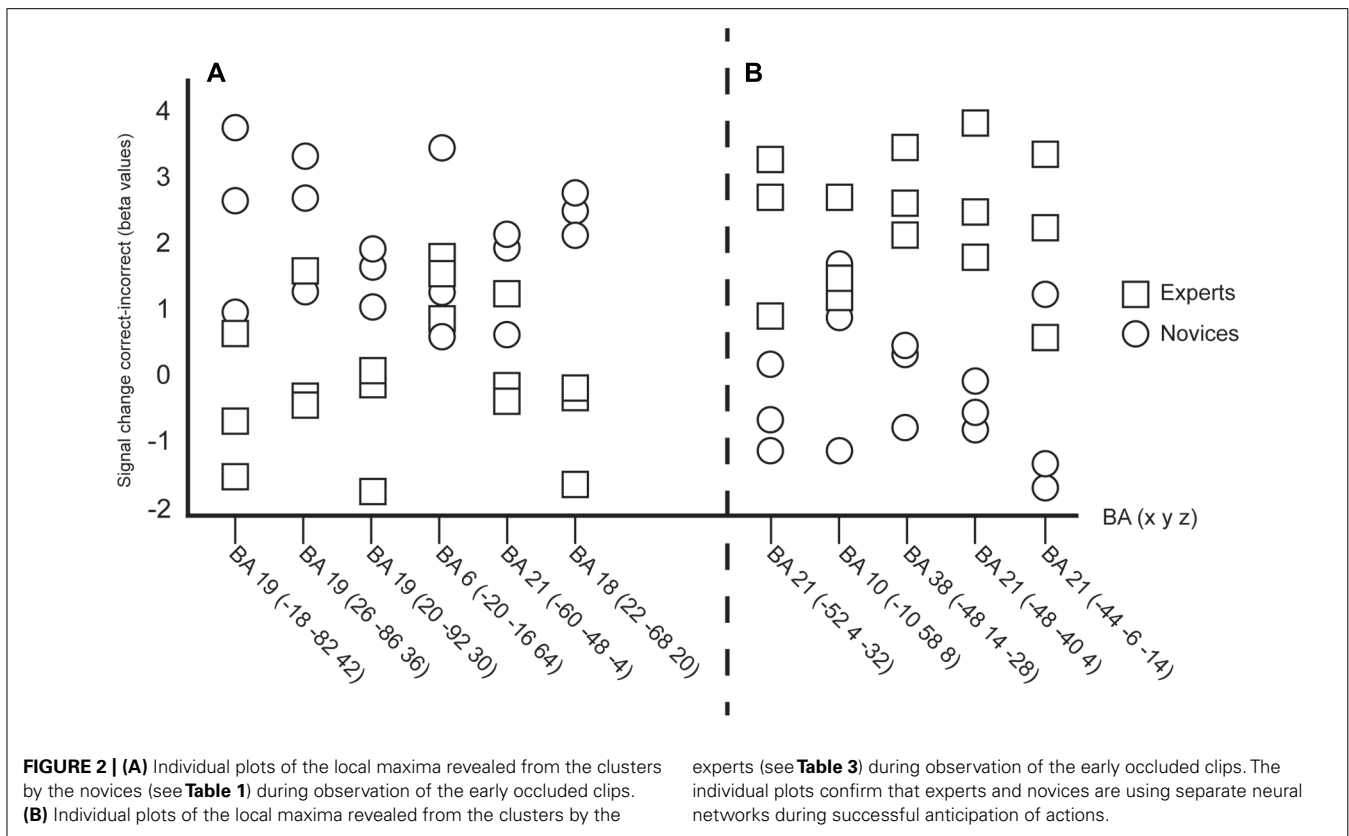 A
B
Signal change correct-incorrect (beta values)
4
3
2
1
0
-1
-2
Experts
Novices
BA (x y z)
BA 19 (-18 -82 42)
BA 19 (26 -86 36)
BA 19 (20 -92 30)
BA 6 (-20 -16 64)
BA 21 (-60 -48 -4)
BA 18 (22 -68 20)
BA 21 (-52 4 -32)
BA 10 (-10 58 8)
BA 38 (-48 14 -28)
BA 21 (-48 -40 4)
BA 21 (-44 -6 -14)
FIGURE 2 | (A) Individual plots of the local maxima revealed from the clusters
by the novices (see Table 1) during observation of the early occluded clips.
(B) Individual plots of the local maxima revealed from the clusters by the
experts (see Table 3) during observation of the early occluded clips. The
individual plots confirm that experts and novices are using separate neural
networks during successful anticipation of actions.